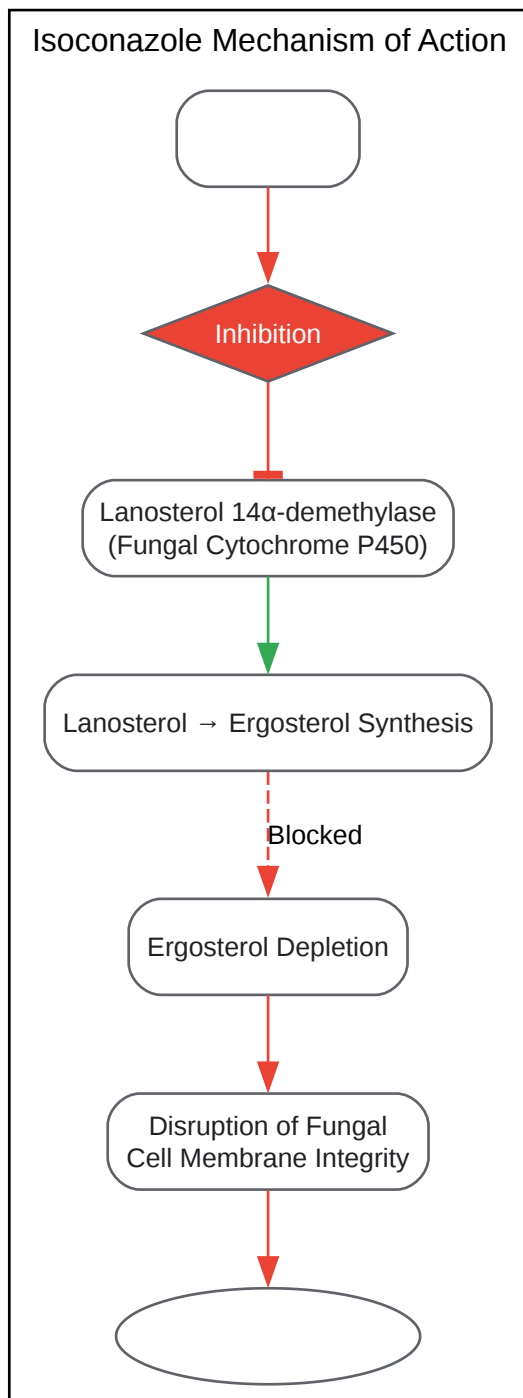 Isoconazole Mechanism of Action
Inhibition
Lanosterol 14α-demethylase
(Fungal Cytochrome P450)
Lanosterol → Ergosterol Synthesis
Blocked
Ergosterol Depletion
Disruption of Fungal
Cell Membrane Integrity